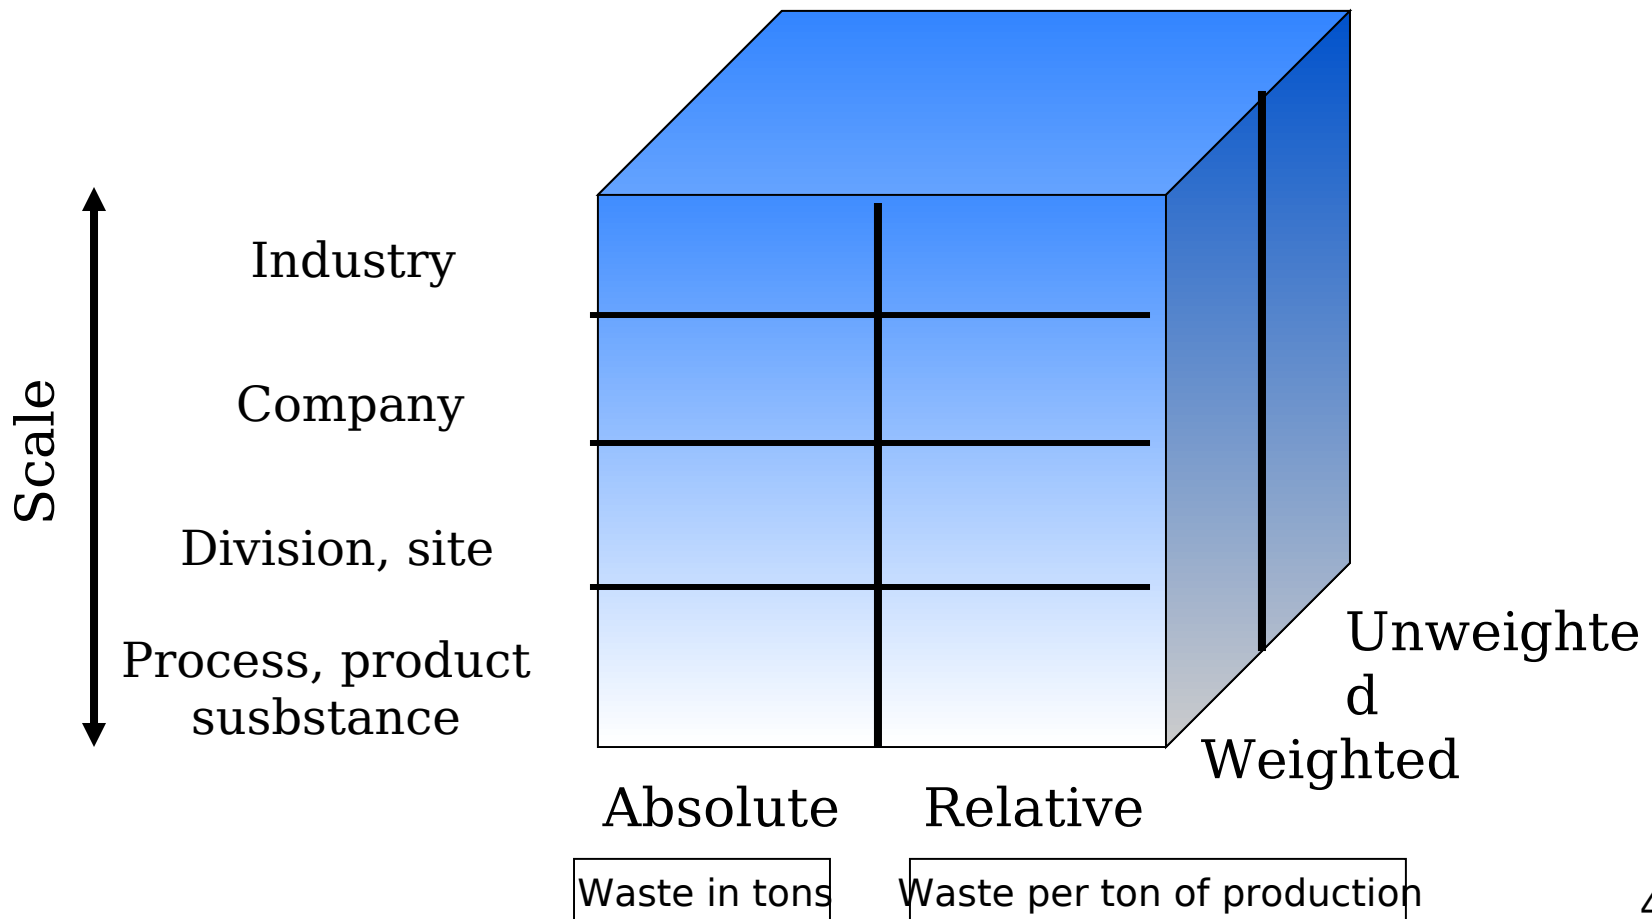 Industry
Company
Scale
Division, site
Process, product
susbstance
Unweighte
d
Weighted
Absolute
Relative
Waste in tons
Waste per ton of production